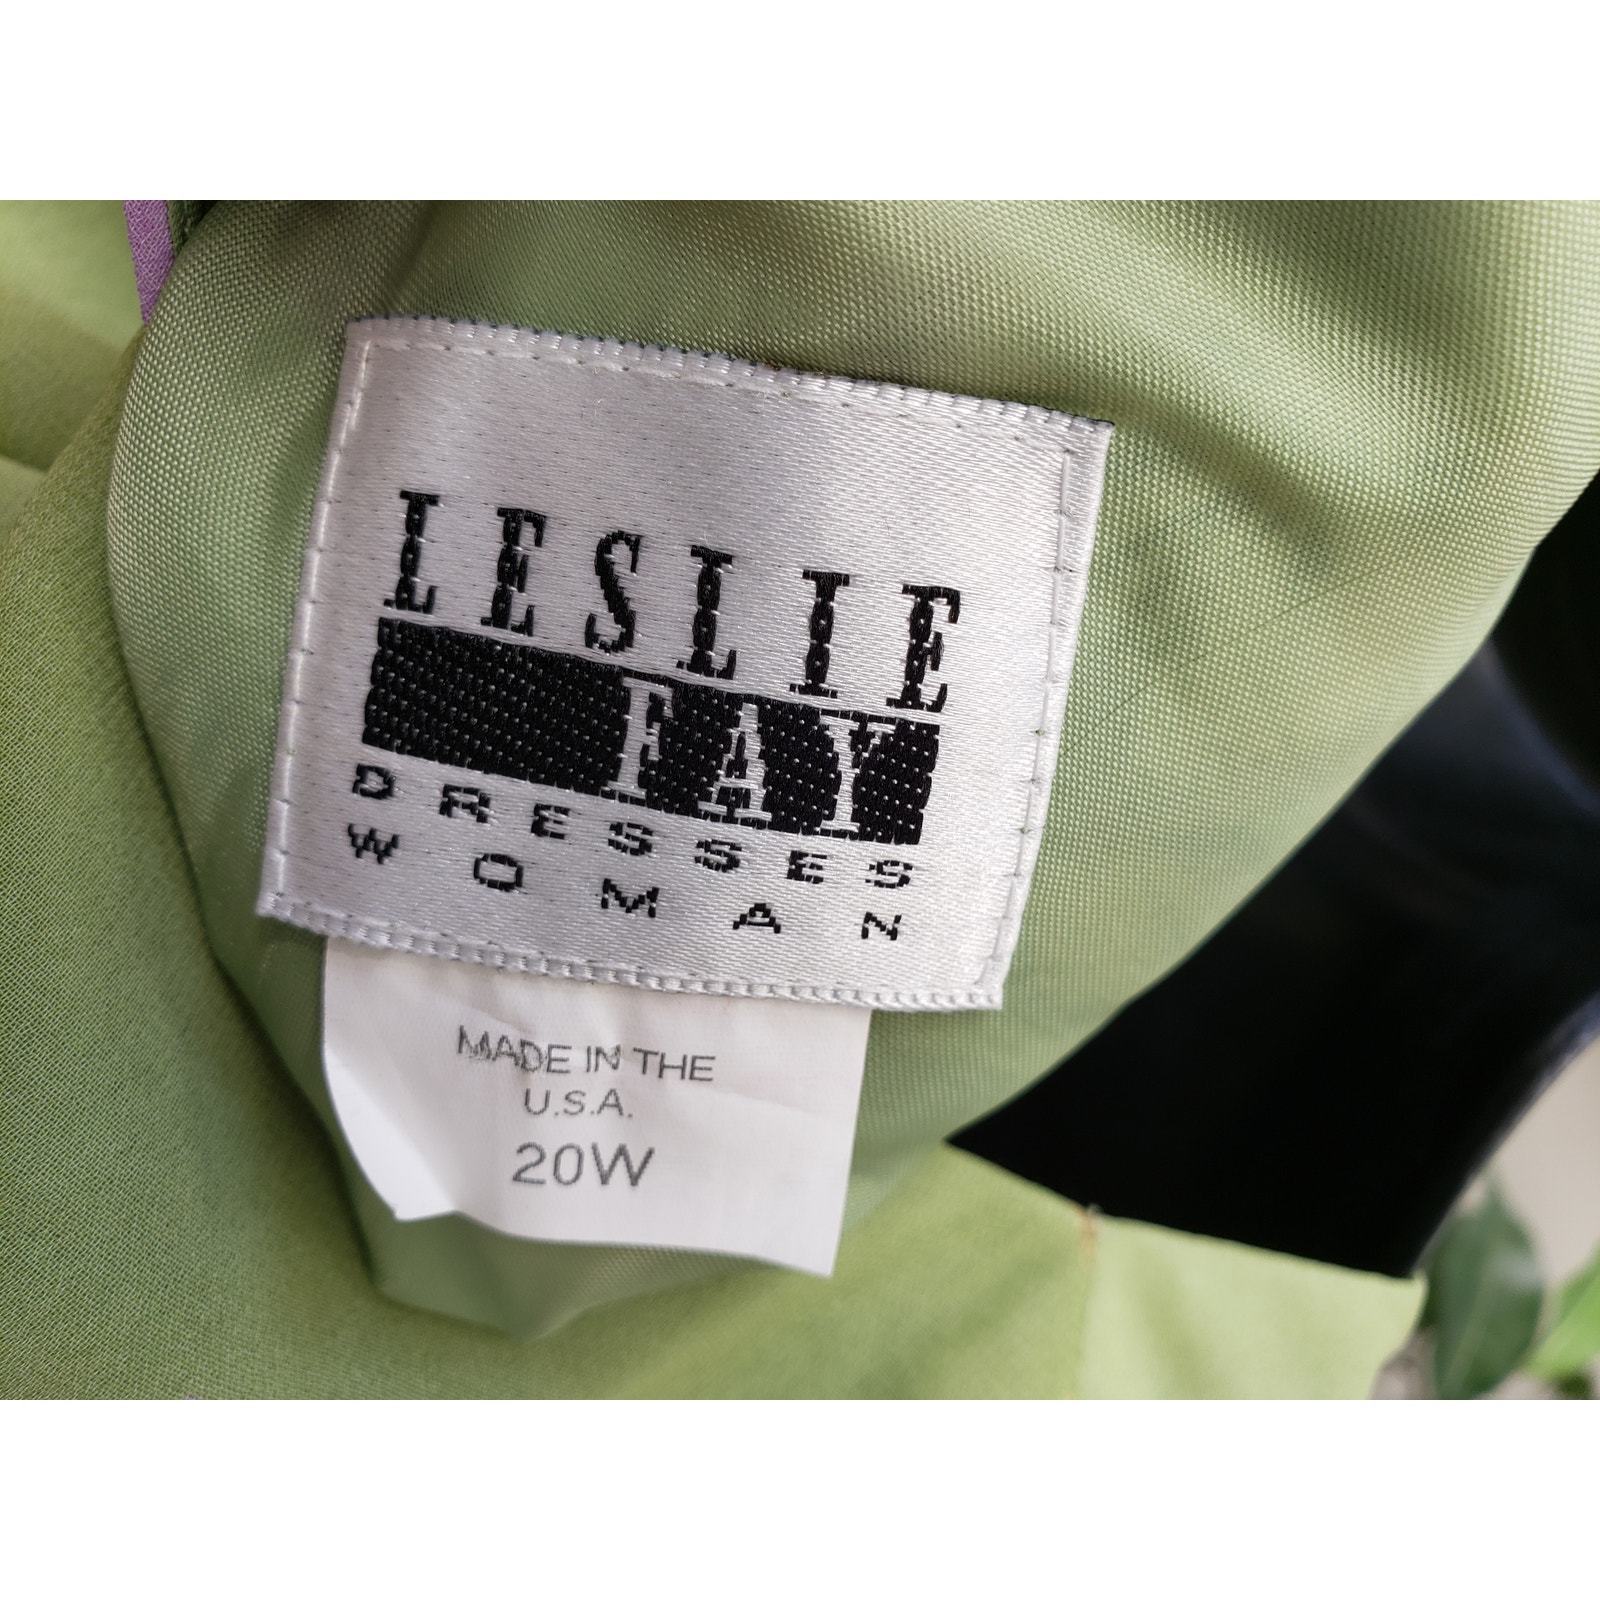 LESLIE
FAY
DRESSES
WOMAN
MADE IN THE
U.S.A.
20W